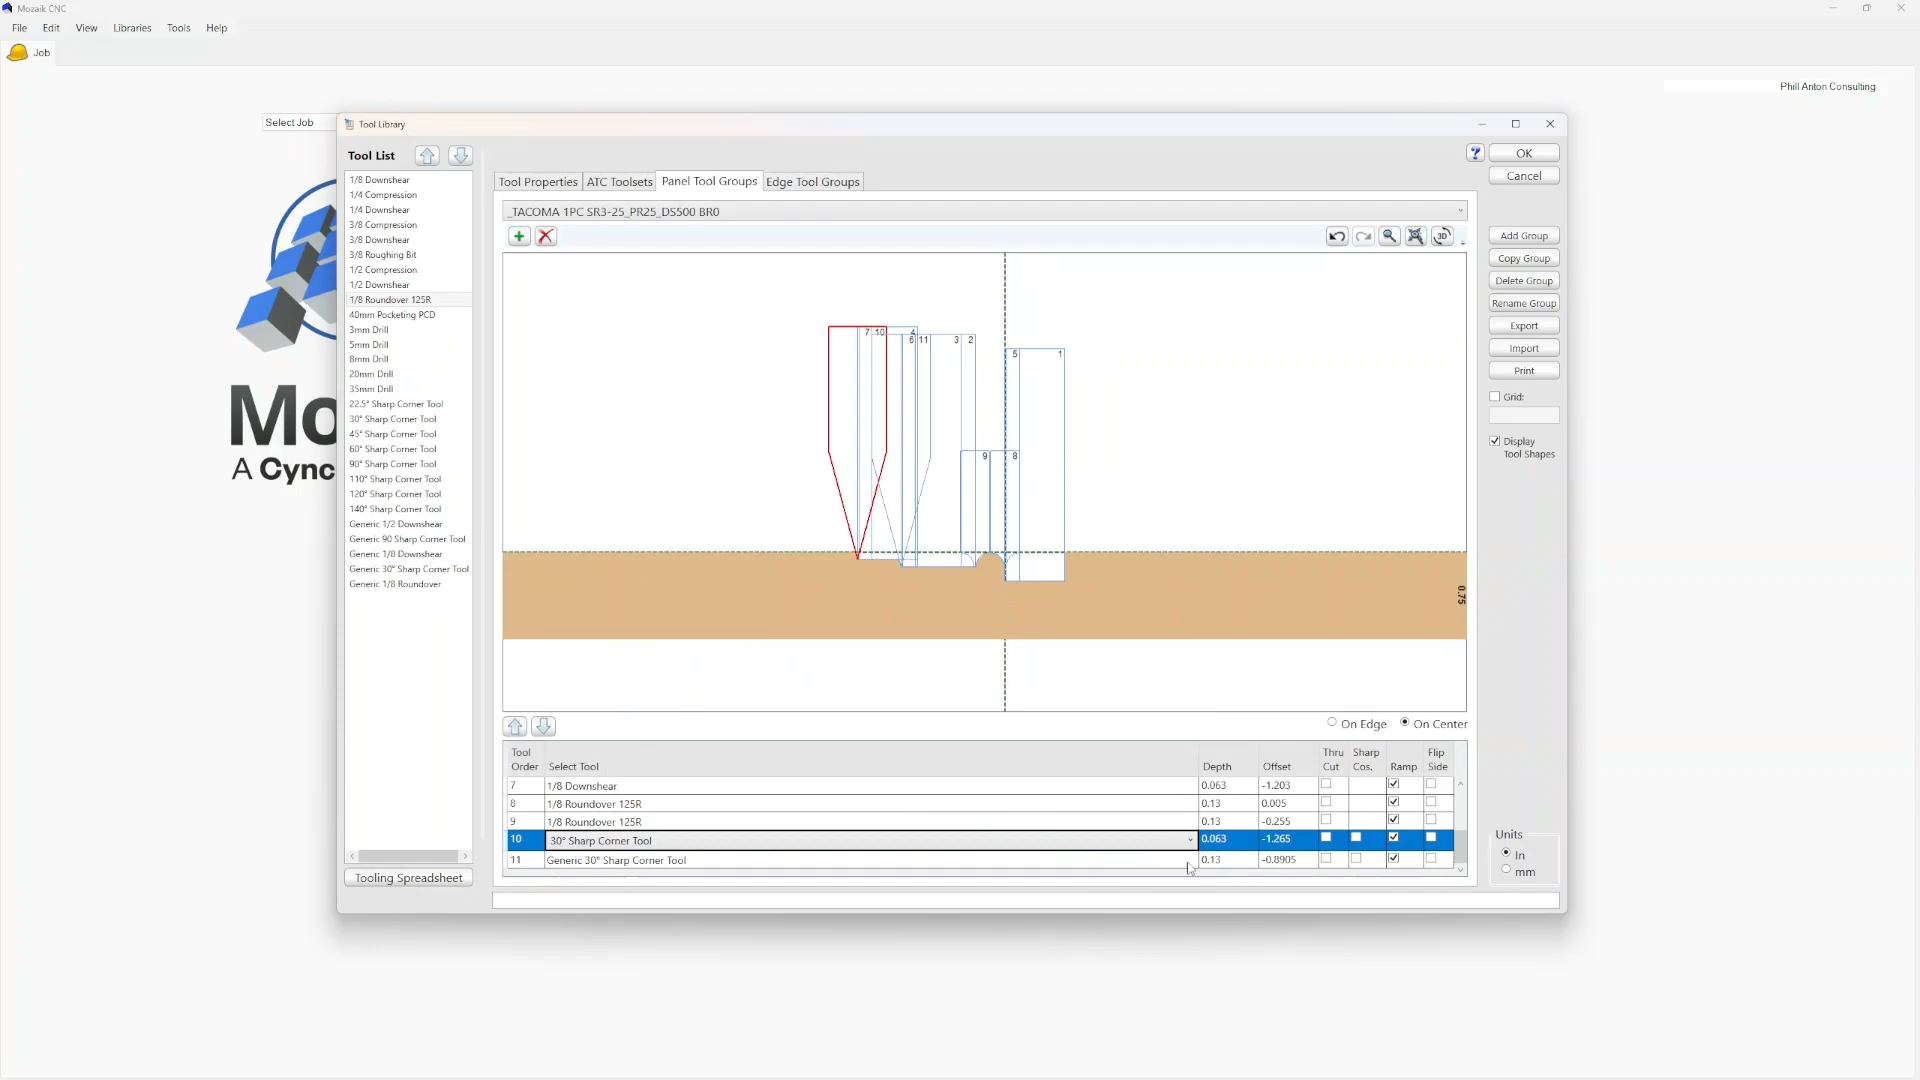 Mozaik CNC
File Edit View Libraries Tools Help
Job
Phill Anton Consulting
Select Job
Tool Library
Tool List
OK
Cancel
1/8 Downshear
1/4 Compression
1/4 Downshear
3/8 Compression
3/8 Downshear
3/8 Roughing Bit
1/2 Compression
1/2 Downshear
1/8 Roundover 125R
40mm Pocketing PCD
3mm Drill
5mm Drill
8mm Drill
20mm Drill
35mm Drill
22.5° Sharp Corner Tool
30° Sharp Corner Tool
45° Sharp Corner Tool
60° Sharp Corner Tool
90° Sharp Corner Tool
110° Sharp Corner Tool
120° Sharp Corner Tool
140° Sharp Corner Tool
Generic 1/2 Downshear
Generic 90 Sharp Corner Tool
Generic 1/8 Downshear
Generic 30° Sharp Corner Tool
Generic 1/8 Roundover
Tooling Spreadsheet
Mo
A Cync
Tool Properties ATC Toolsets Panel Tool Groups Edge Tool Groups
_TACOMA 1PC SR3-25_PR25_DS500 BR0
3D
7 10 4
6 11 3 2
5 1
9 8
0.75
Add Group
Copy Group
Delete Group
Rename Group
Export
Import
Print
Grid:
Display
Tool Shapes
On Edge On Center
Tool Order Select Tool Depth Offset Thru Cut Sharp Cos. Ramp Flip Side
7 1/8 Downshear 0.063 -1.203
8 1/8 Roundover 125R 0.13 0.005
9 1/8 Roundover 125R 0.13 -0.255
10 30° Sharp Corner Tool 0.063 -1.265
11 Generic 30° Sharp Corner Tool 0.13 -0.8905
Units
In
mm